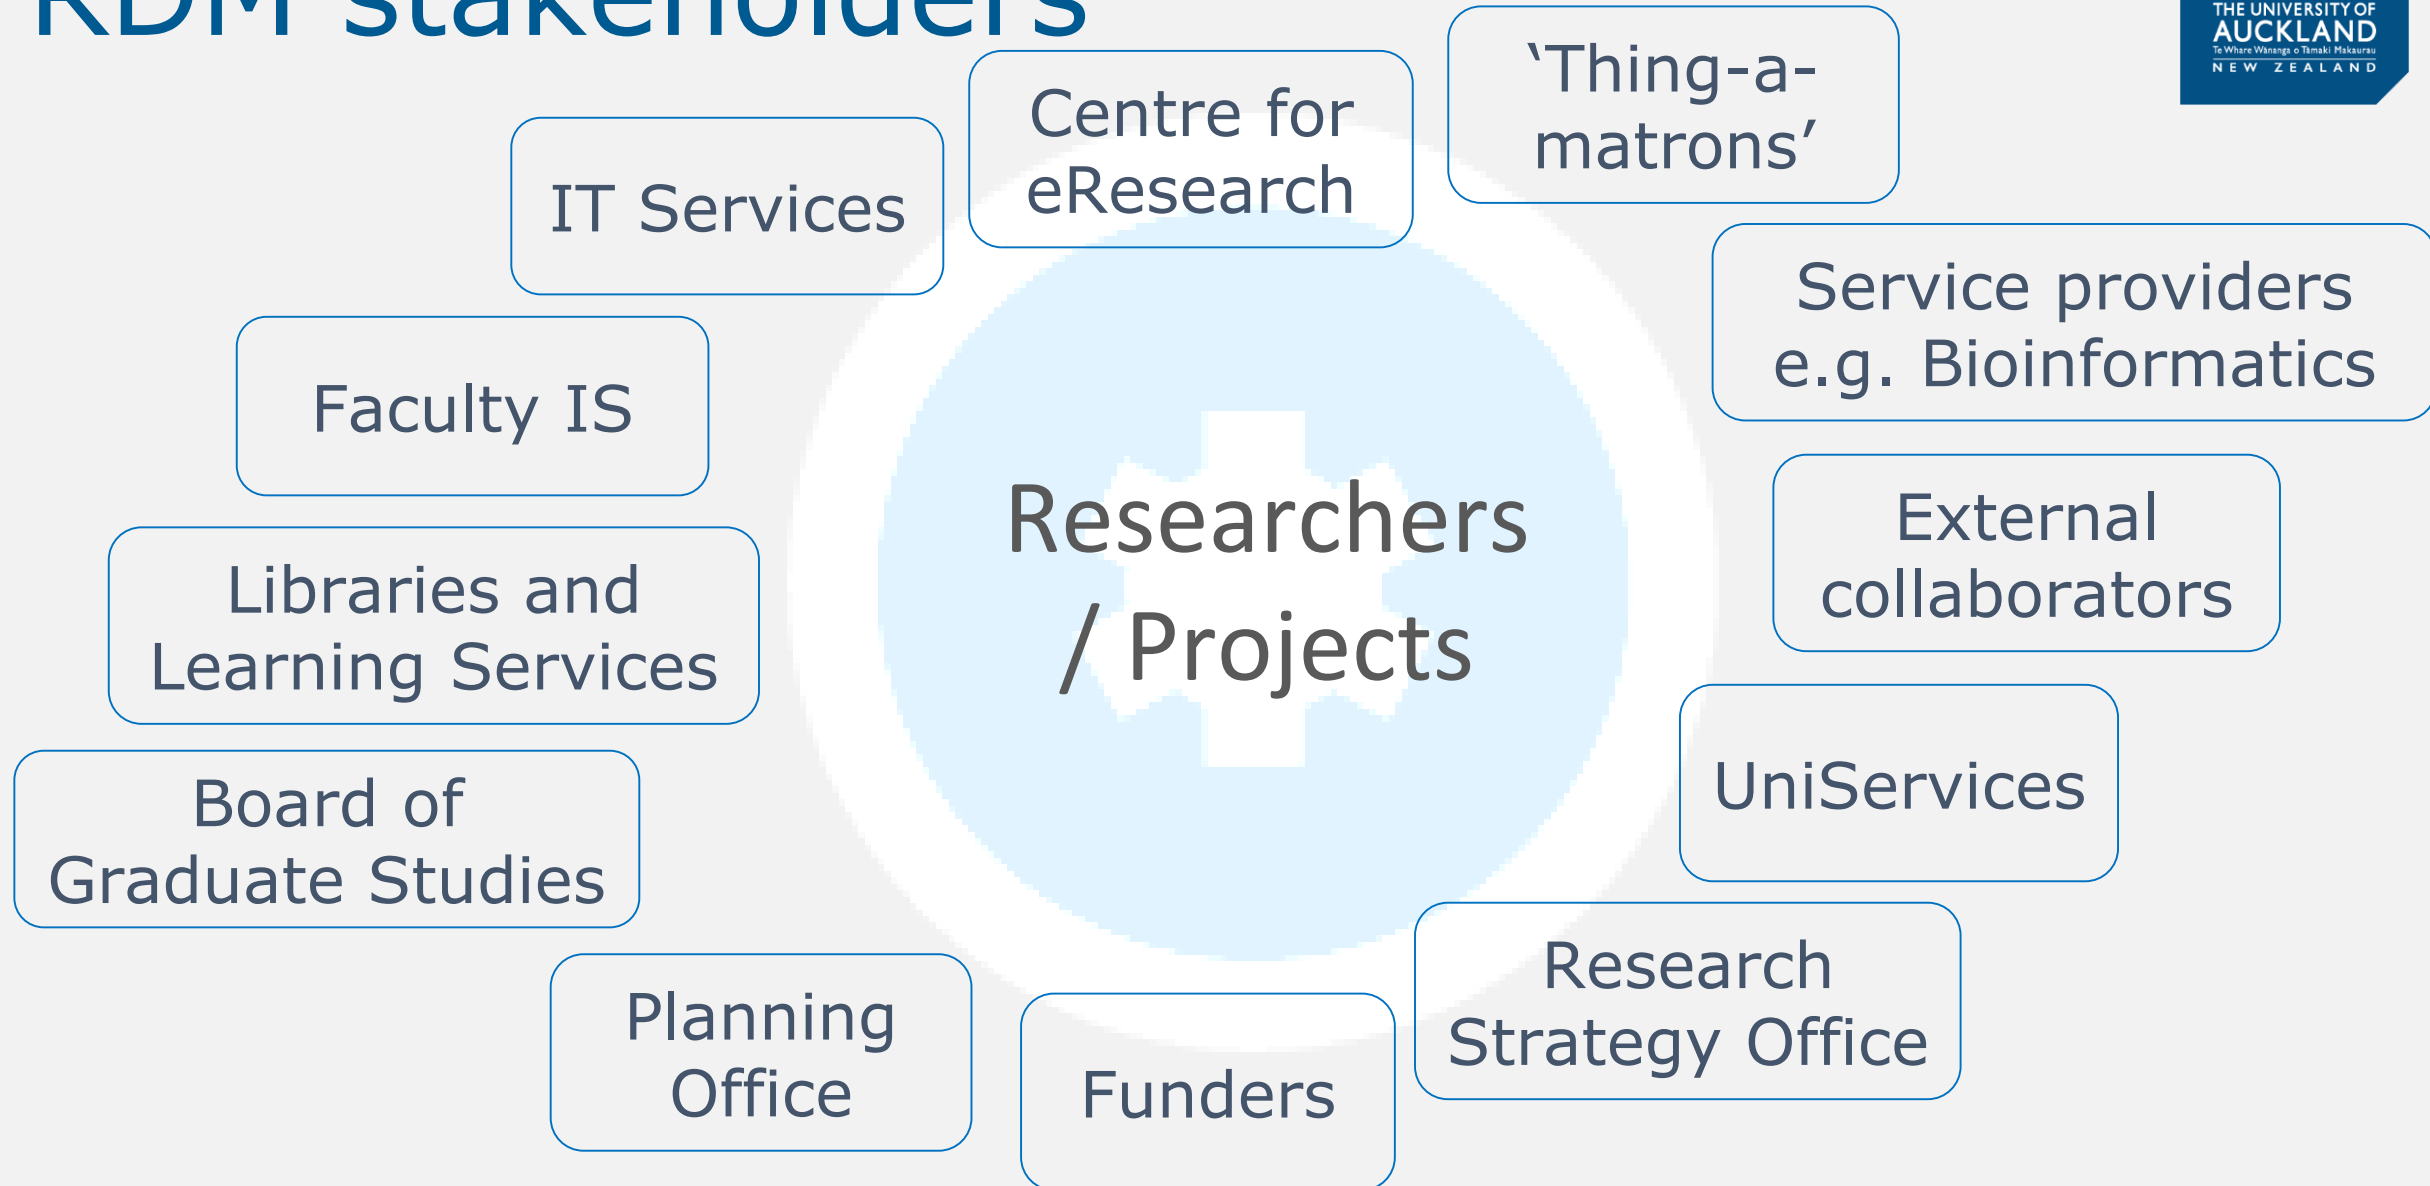 RDM stakeholders
THE UNIVERSITY OF
AUCKLAND
Te Whare Wānanga o Tāmaki Makaurau
NEW ZEALAND
‘Thing-a-
matrons’
Centre for
eResearch
IT Services
Service providers
e.g. Bioinformatics
Faculty IS
External
collaborators
Researchers
/ Projects
Libraries and
Learning Services
UniServices
Board of
Graduate Studies
Research
Strategy Office
Planning
Office
Funders